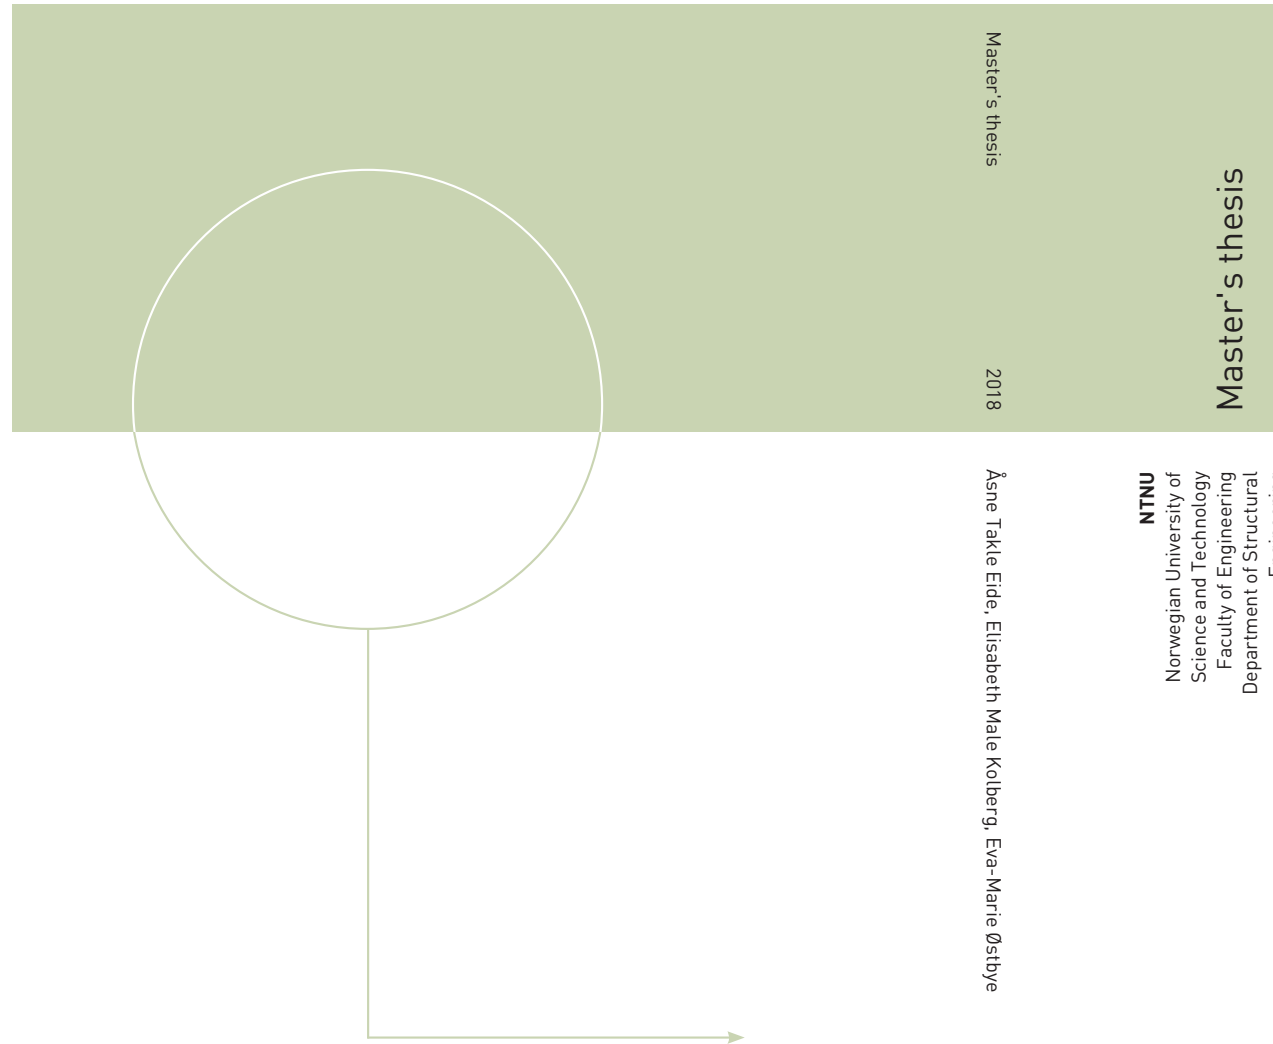 Master's thesis
2018
Åsne Takle Eide, Elisabeth Male Kolberg, Eva-Marie Østbye
Master's thesis
NTNU
Norwegian University of
Science and Technology
Faculty of Engineering
Department of Structural